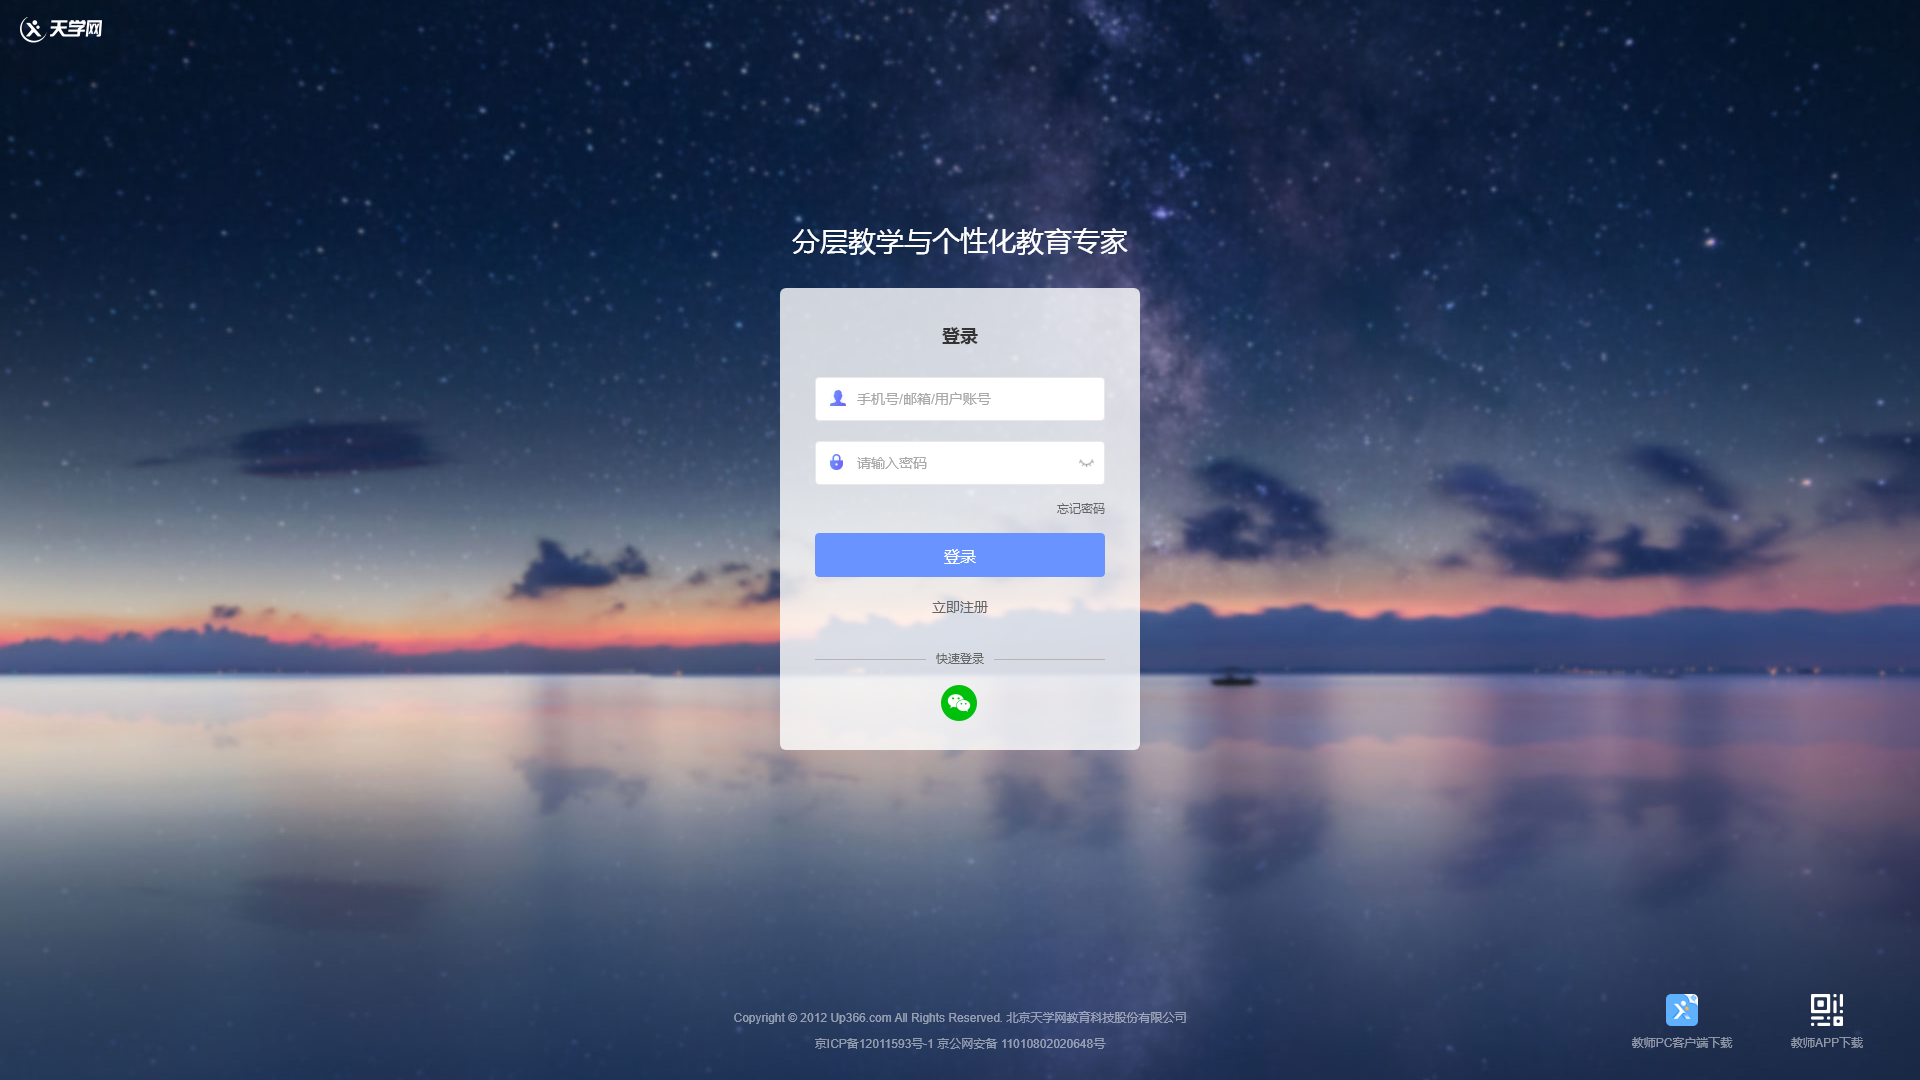 天学网
分层教学与个性化教育专家
登录
手机号/邮箱/用户账号
请输入密码
忘记密码
登录
立即注册
快速登录
Copyright © 2012 Up366.com All Rights Reserved. 北京天学网教育科技股份有限公司
京ICP备12011593号-1 京公网安备 11010802020648号
教师PC客户端下载
教师APP下载